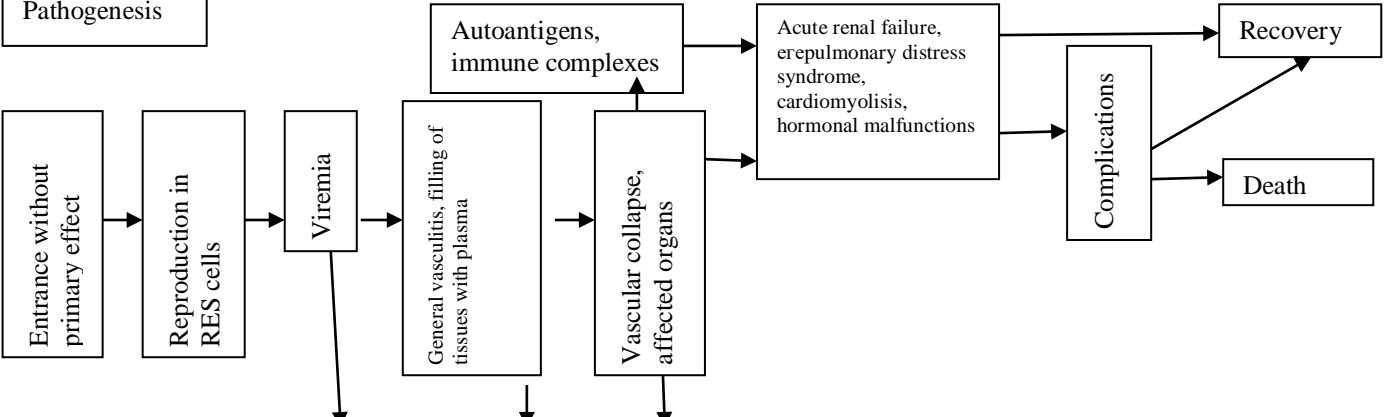 Pathogenesis
Autoantigens,
immune complexes
Acute renal failure,
erepulmonary distress
syndrome,
cardiomyolisis,
hormonal malfunctions
Recovery
Entrance without
primary effect
Reproduction in
RES cells
Viremia
General vasculitis, filling of
tissues with plasma
Vascular collapse,
affected organs
Complications
Death